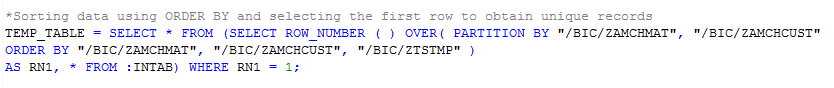 *Sorting data using ORDER BY and selecting the first row to obtain unique records
TEMP_TABLE = SELECT * FROM (SELECT ROW_NUMBER ( ) OVER( PARTITION BY "/BIC/ZAMCHMAT", "/BIC/ZAMCHCUST"
ORDER BY "/BIC/ZAMCHMAT", "/BIC/ZAMCHCUST", "/BIC/ZTSTMP" )
AS RN1, * FROM :INTAB) WHERE RN1 = 1;